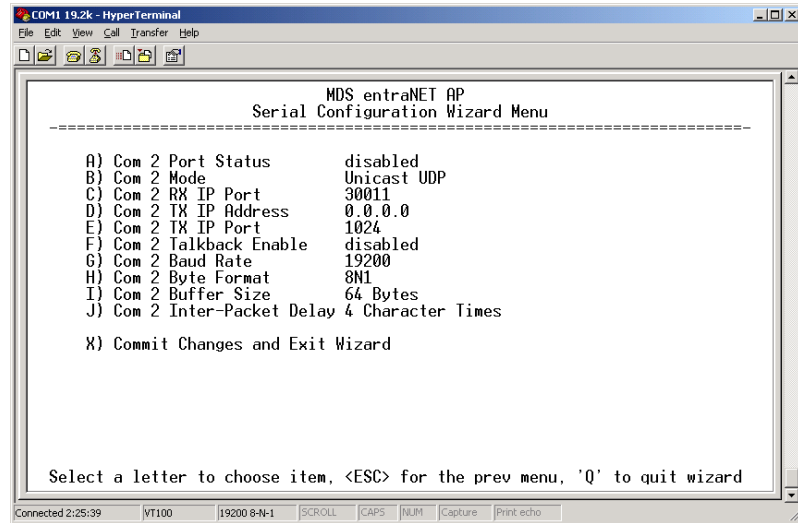 COM1 19.2k - HyperTerminal
File Edit View Call Transfer Help
MDS entraNET AP
Serial Configuration Wizard Menu
-==============================================================================-
A) Com 2 Port Status disabled
B) Com 2 Mode Unicast UDP
C) Com 2 RX IP Port 30011
D) Com 2 TX IP Address 0.0.0.0
E) Com 2 TX IP Port 1024
F) Com 2 Talkback Enable disabled
G) Com 2 Baud Rate 19200
H) Com 2 Byte Format 8N1
I) Com 2 Buffer Size 64 Bytes
J) Com 2 Inter-Packet Delay 4 Character Times
X) Commit Changes and Exit Wizard
Select a letter to choose item, <ESC> for the prev menu, 'Q' to quit wizard
Connected 2:25:39 VT100 19200 8-N-1 SCROLL CAPS NUM Capture Print echo